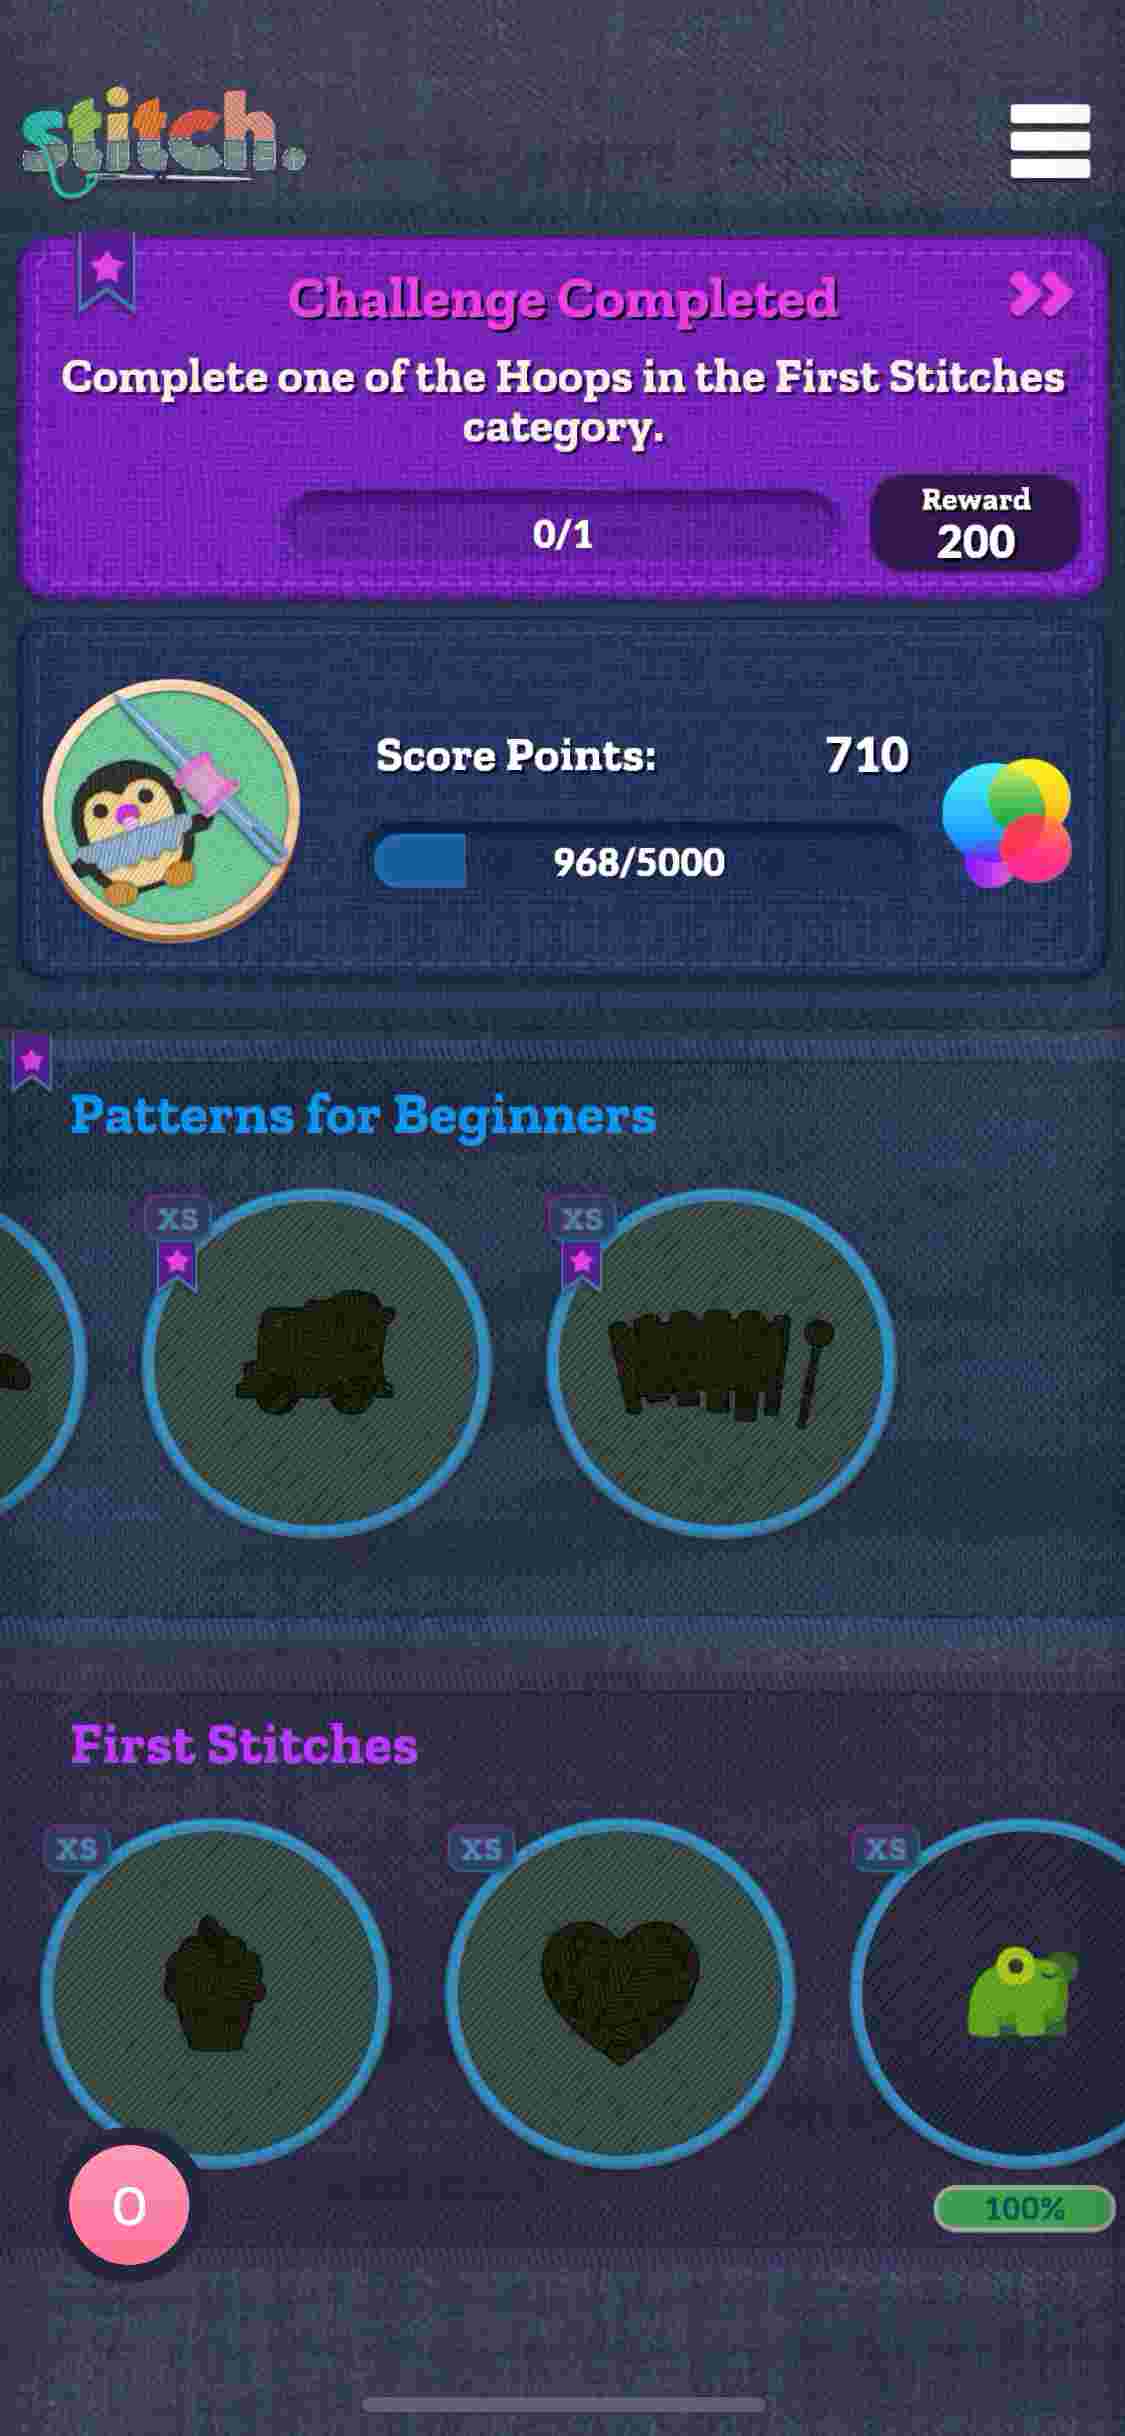 stitch.
Challenge Completed
Complete one of the Hoops in the First Stitches
category.
0/1
Reward
200
Score Points:
710
968/5000
Patterns for Beginners
XS
XS
First Stitches
XS
XS
XS
100%
0